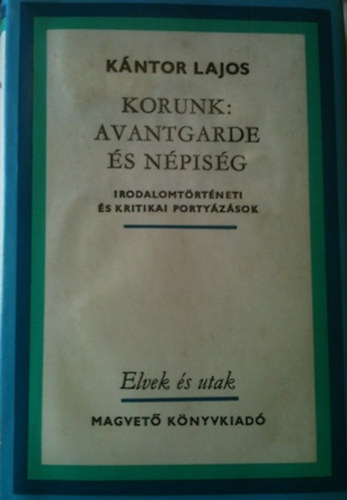 KÁNTOR LAJOS
KORUNK:
AVANTGARDE
ÉS NÉPISÉG
IRODALOMTÖRTÉNETI
ÉS KRITIKAI PORTYÁZÁSOK
Elvek és utak
MAGVETŐ KÖNYVKIADÓ